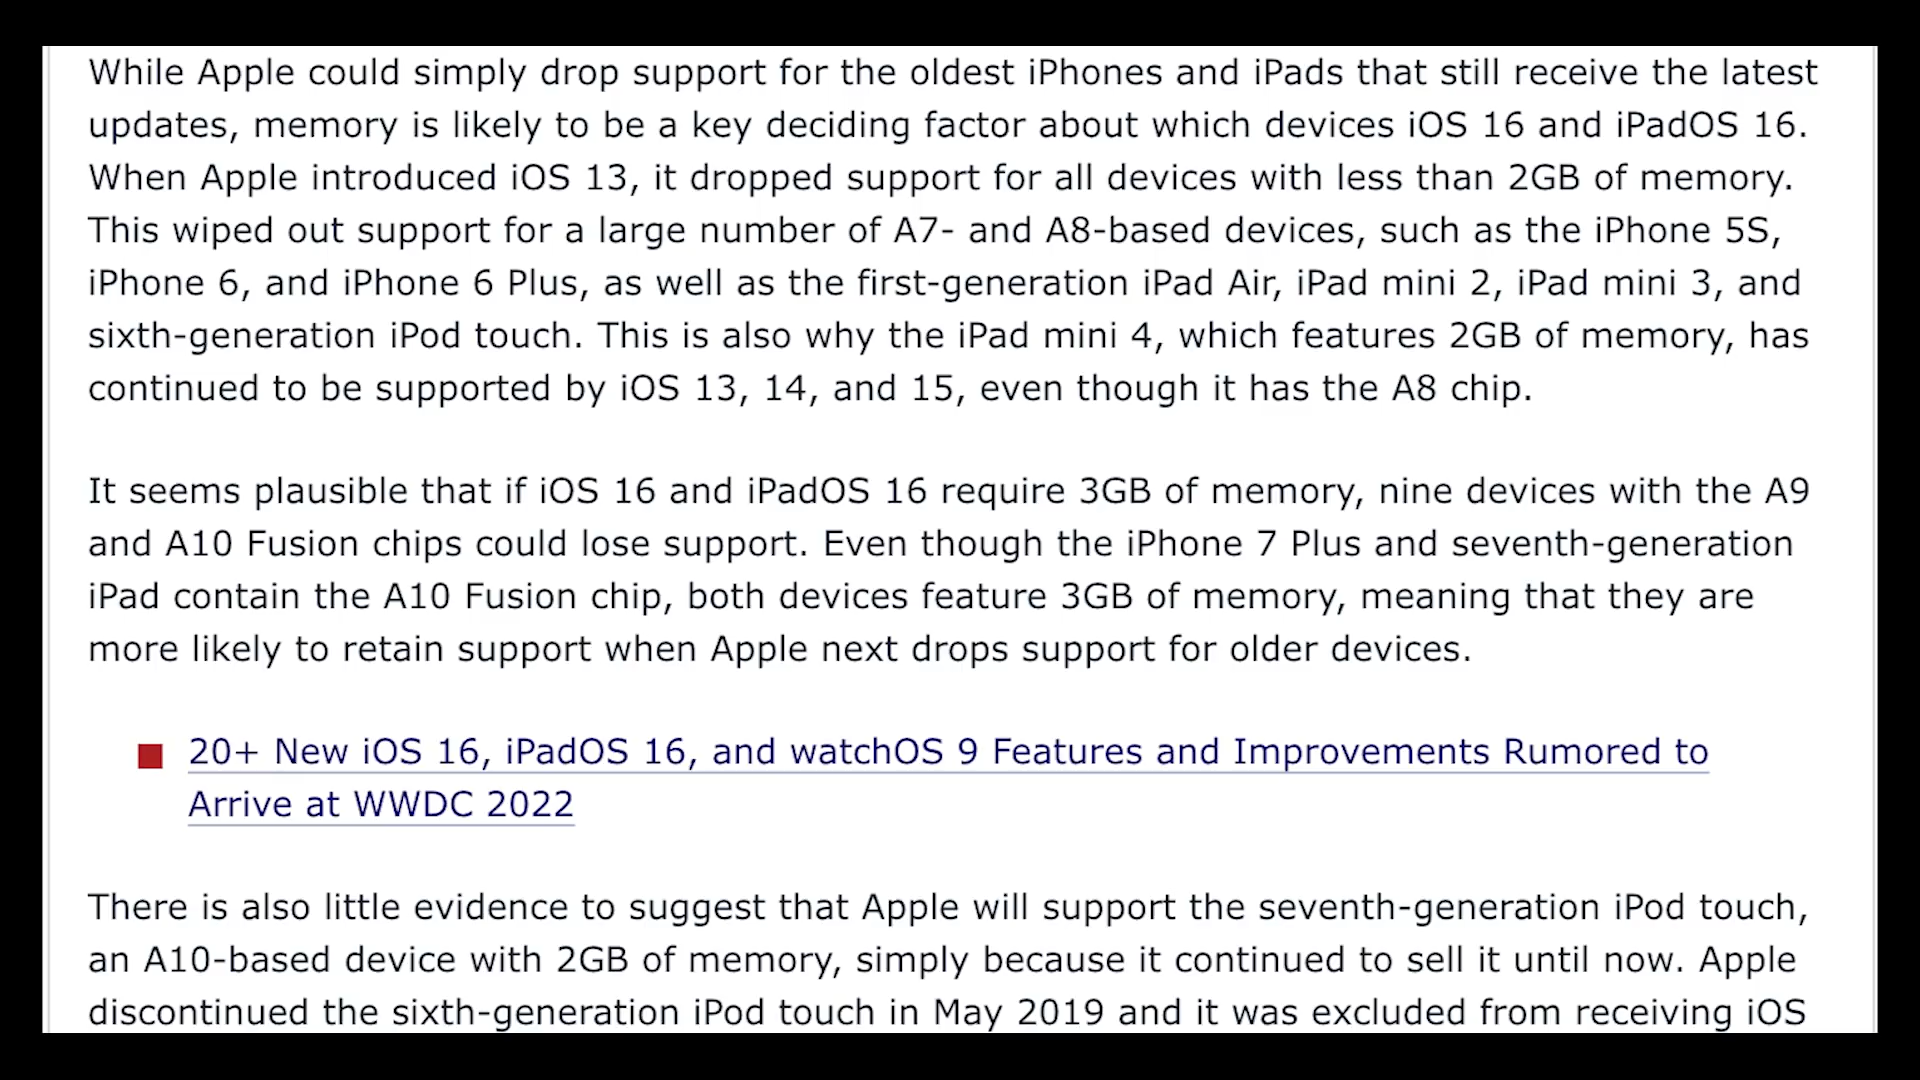 While Apple could simply drop support for the oldest iPhones and iPads that still receive the latest
updates, memory is likely to be a key deciding factor about which devices iOS 16 and iPadOS 16.
When Apple introduced iOS 13, it dropped support for all devices with less than 2GB of memory.
This wiped out support for a large number of A7- and A8-based devices, such as the iPhone 5S,
iPhone 6, and iPhone 6 Plus, as well as the first-generation iPad Air, iPad mini 2, iPad mini 3, and
sixth-generation iPod touch. This is also why the iPad mini 4, which features 2GB of memory, has
continued to be supported by iOS 13, 14, and 15, even though it has the A8 chip.
It seems plausible that if iOS 16 and iPadOS 16 require 3GB of memory, nine devices with the A9
and A10 Fusion chips could lose support. Even though the iPhone 7 Plus and seventh-generation
iPad contain the A10 Fusion chip, both devices feature 3GB of memory, meaning that they are
more likely to retain support when Apple next drops support for older devices.
20+ New iOS 16, iPadOS 16, and watchOS 9 Features and Improvements Rumored to
Arrive at WWDC 2022
There is also little evidence to suggest that Apple will support the seventh-generation iPod touch,
an A10-based device with 2GB of memory, simply because it continued to sell it until now. Apple
discontinued the sixth-generation iPod touch in May 2019 and it was excluded from receiving iOS